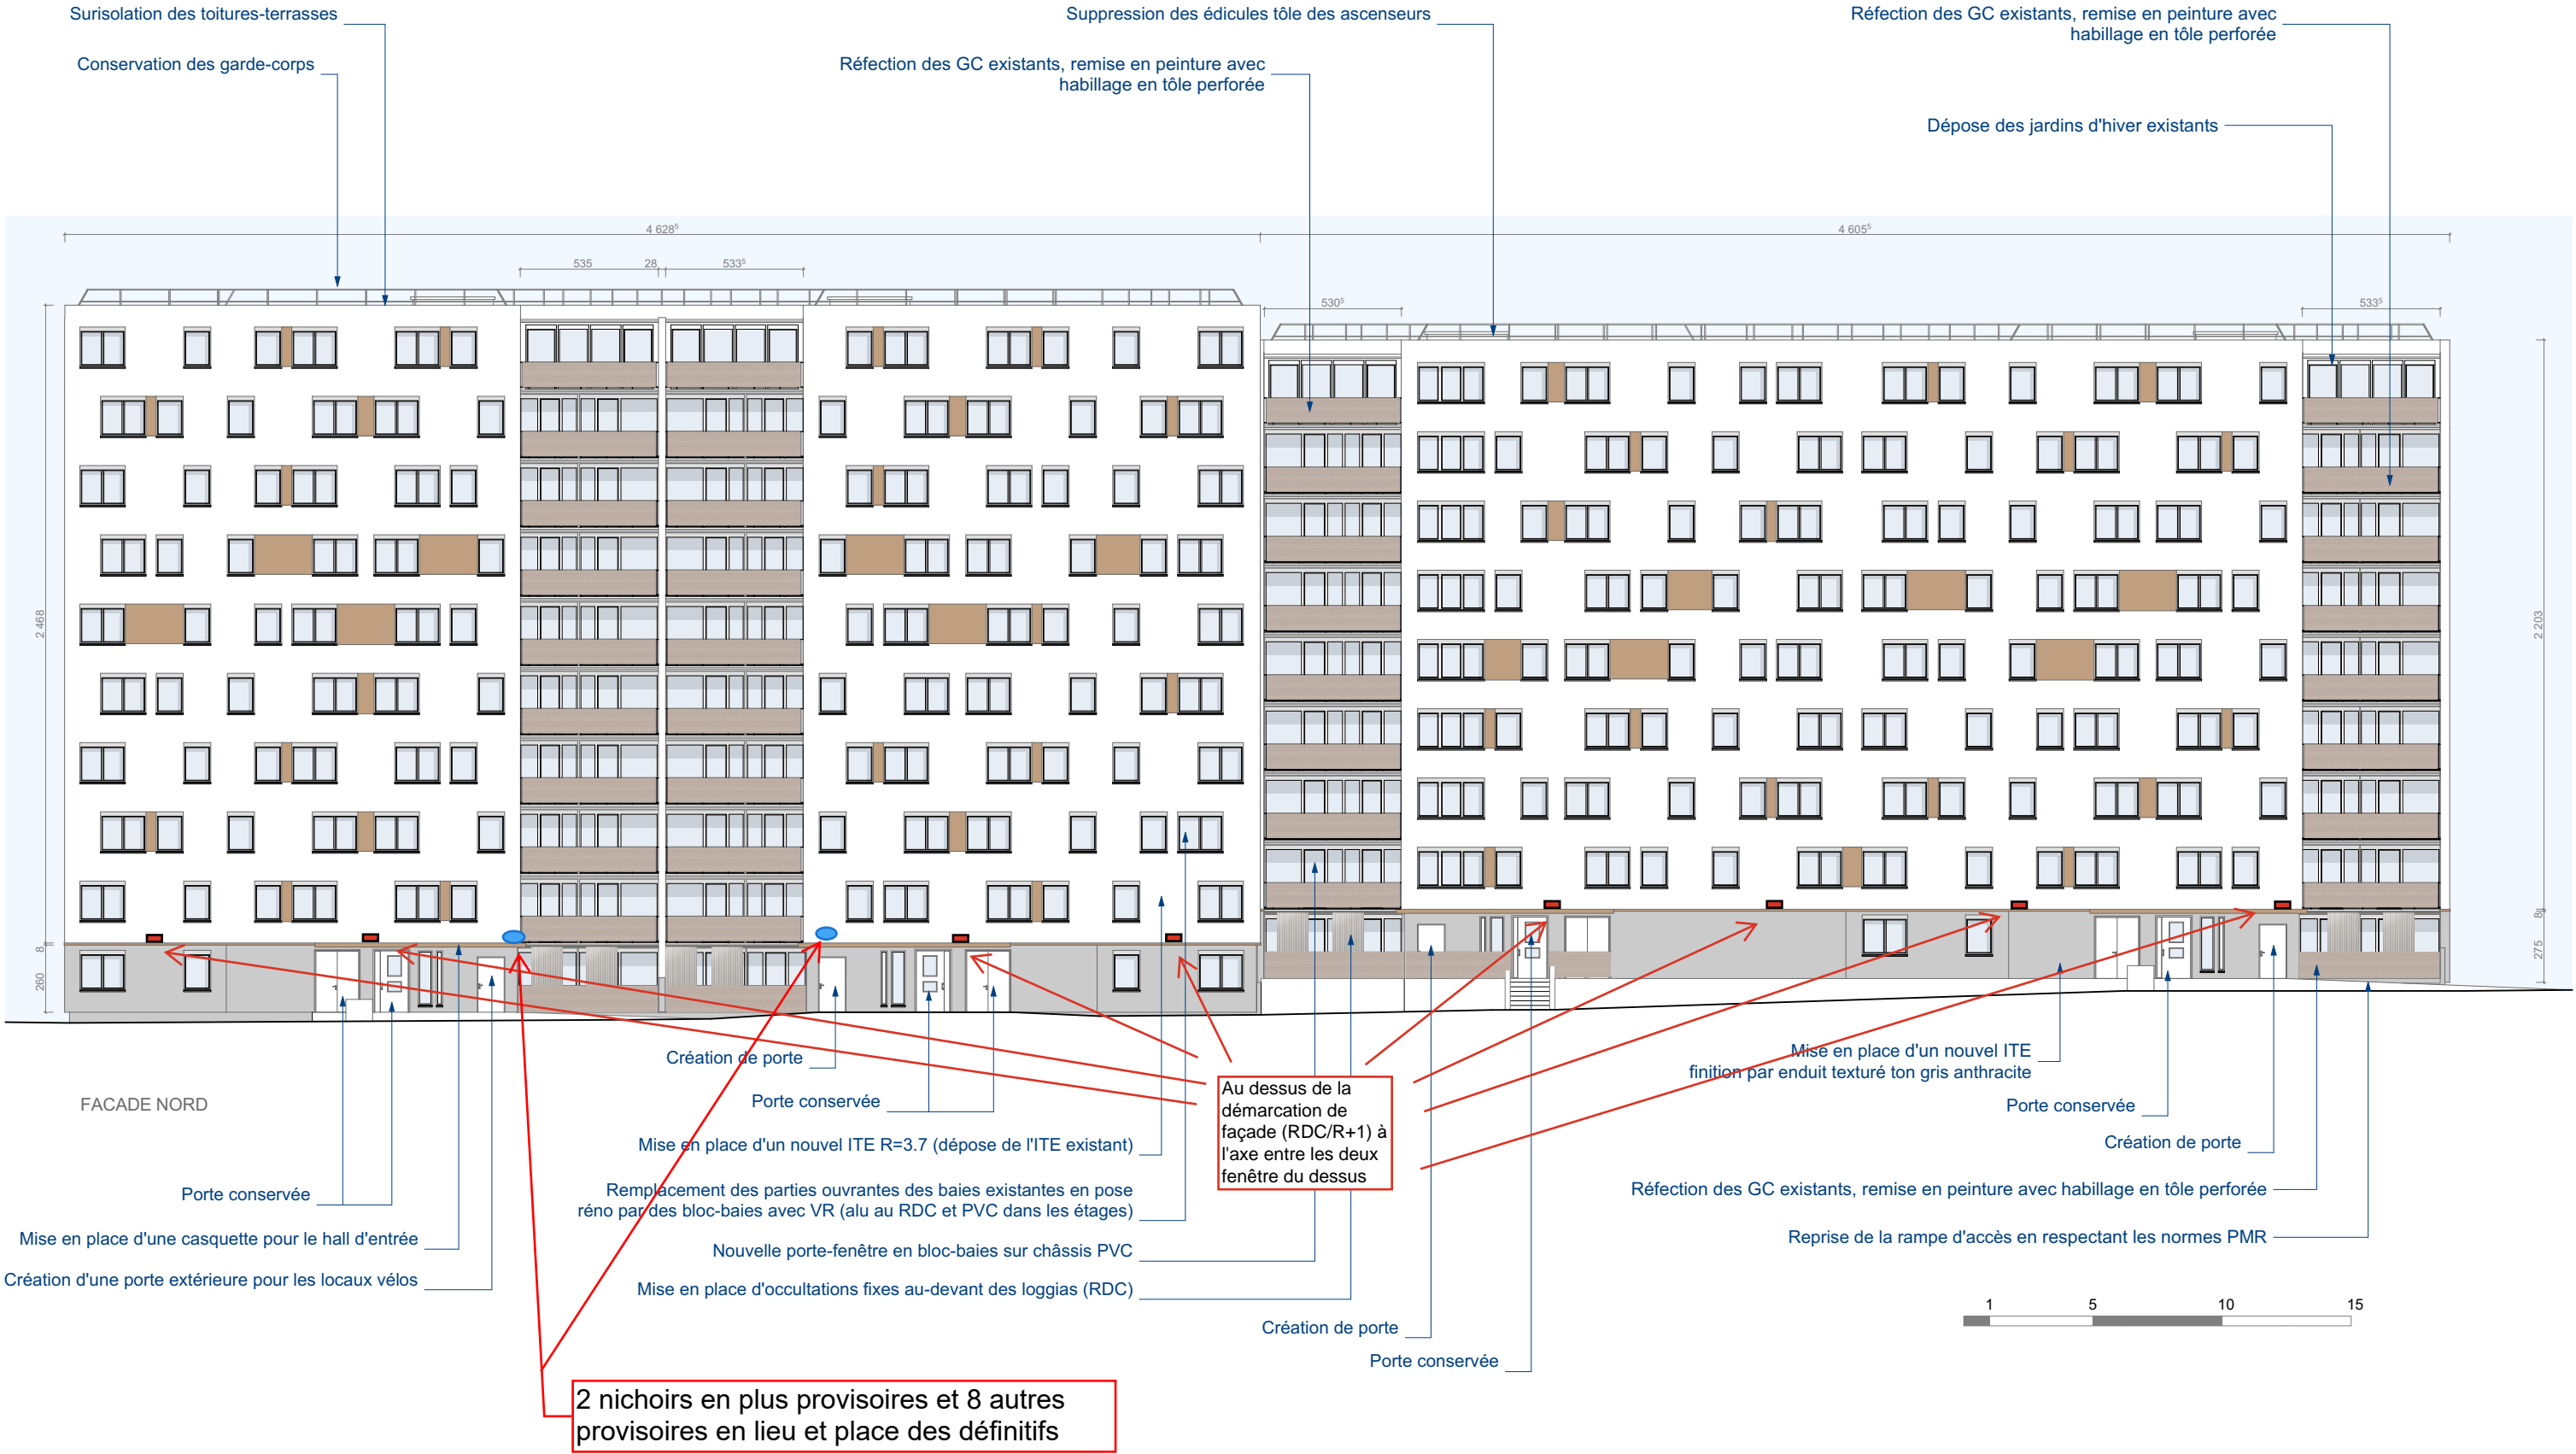 Surisolation des toitures-terrasses
Suppression des édicules tôle des ascenseurs
Réfection des GC existants, remise en peinture avec
habillage en tôle perforée
Conservation des garde-corps
Réfection des GC existants, remise en peinture avec
habillage en tôle perforée
Dépose des jardins d'hiver existants
4 628⁵
4 605⁵
535
28
533⁵
530⁵
533⁵
2 468
2 203
8
260
8
275
Création de porte
Mise en place d'un nouvel ITE
finition par enduit texturé ton gris anthracite
FACADE NORD
Porte conservée
Au dessus de la
démarcation de
façade (RDC/R+1) à
l'axe entre les deux
fenêtre du dessus
Porte conservée
Mise en place d'un nouvel ITE R=3.7 (dépose de l'ITE existant)
Création de porte
Porte conservée
Remplacement des parties ouvrantes des baies existantes en pose
réno par des bloc-baies avec VR (alu au RDC et PVC dans les étages)
Réfection des GC existants, remise en peinture avec habillage en tôle perforée
Mise en place d'une casquette pour le hall d'entrée
Nouvelle porte-fenêtre en bloc-baies sur châssis PVC
Reprise de la rampe d'accès en respectant les normes PMR
Création d'une porte extérieure pour les locaux vélos
Mise en place d'occultations fixes au-devant des loggias (RDC)
1
5
10
15
Création de porte
Porte conservée
2 nichoirs en plus provisoires et 8 autres
provisoires en lieu et place des définitifs